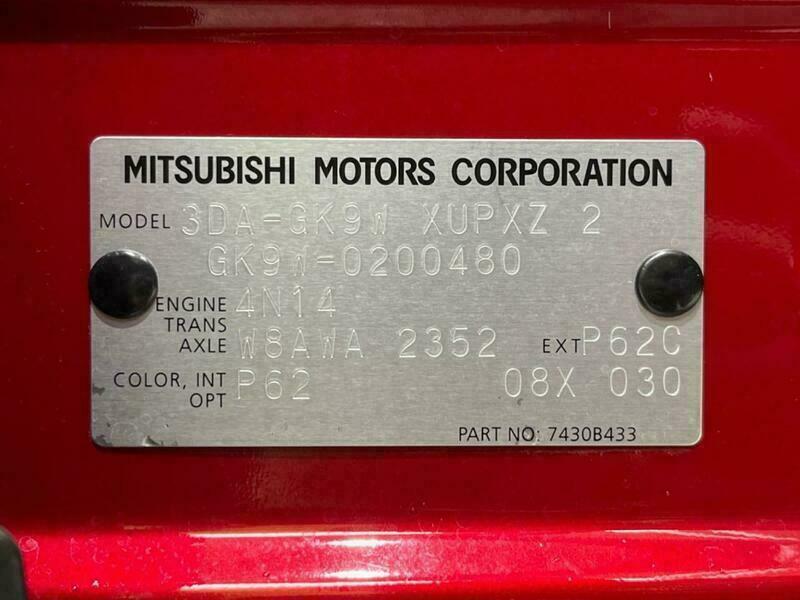 MITSUBISHI MOTORS CORPORATION
MODEL 3DA-GK9W XUPXZ 2
GK9W-0200480
ENGINE 4N14
TRANS
AXLE W8AWA 2352 EXT P62C
COLOR, INT P62 08X 030
OPT
PART NO: 7430B433